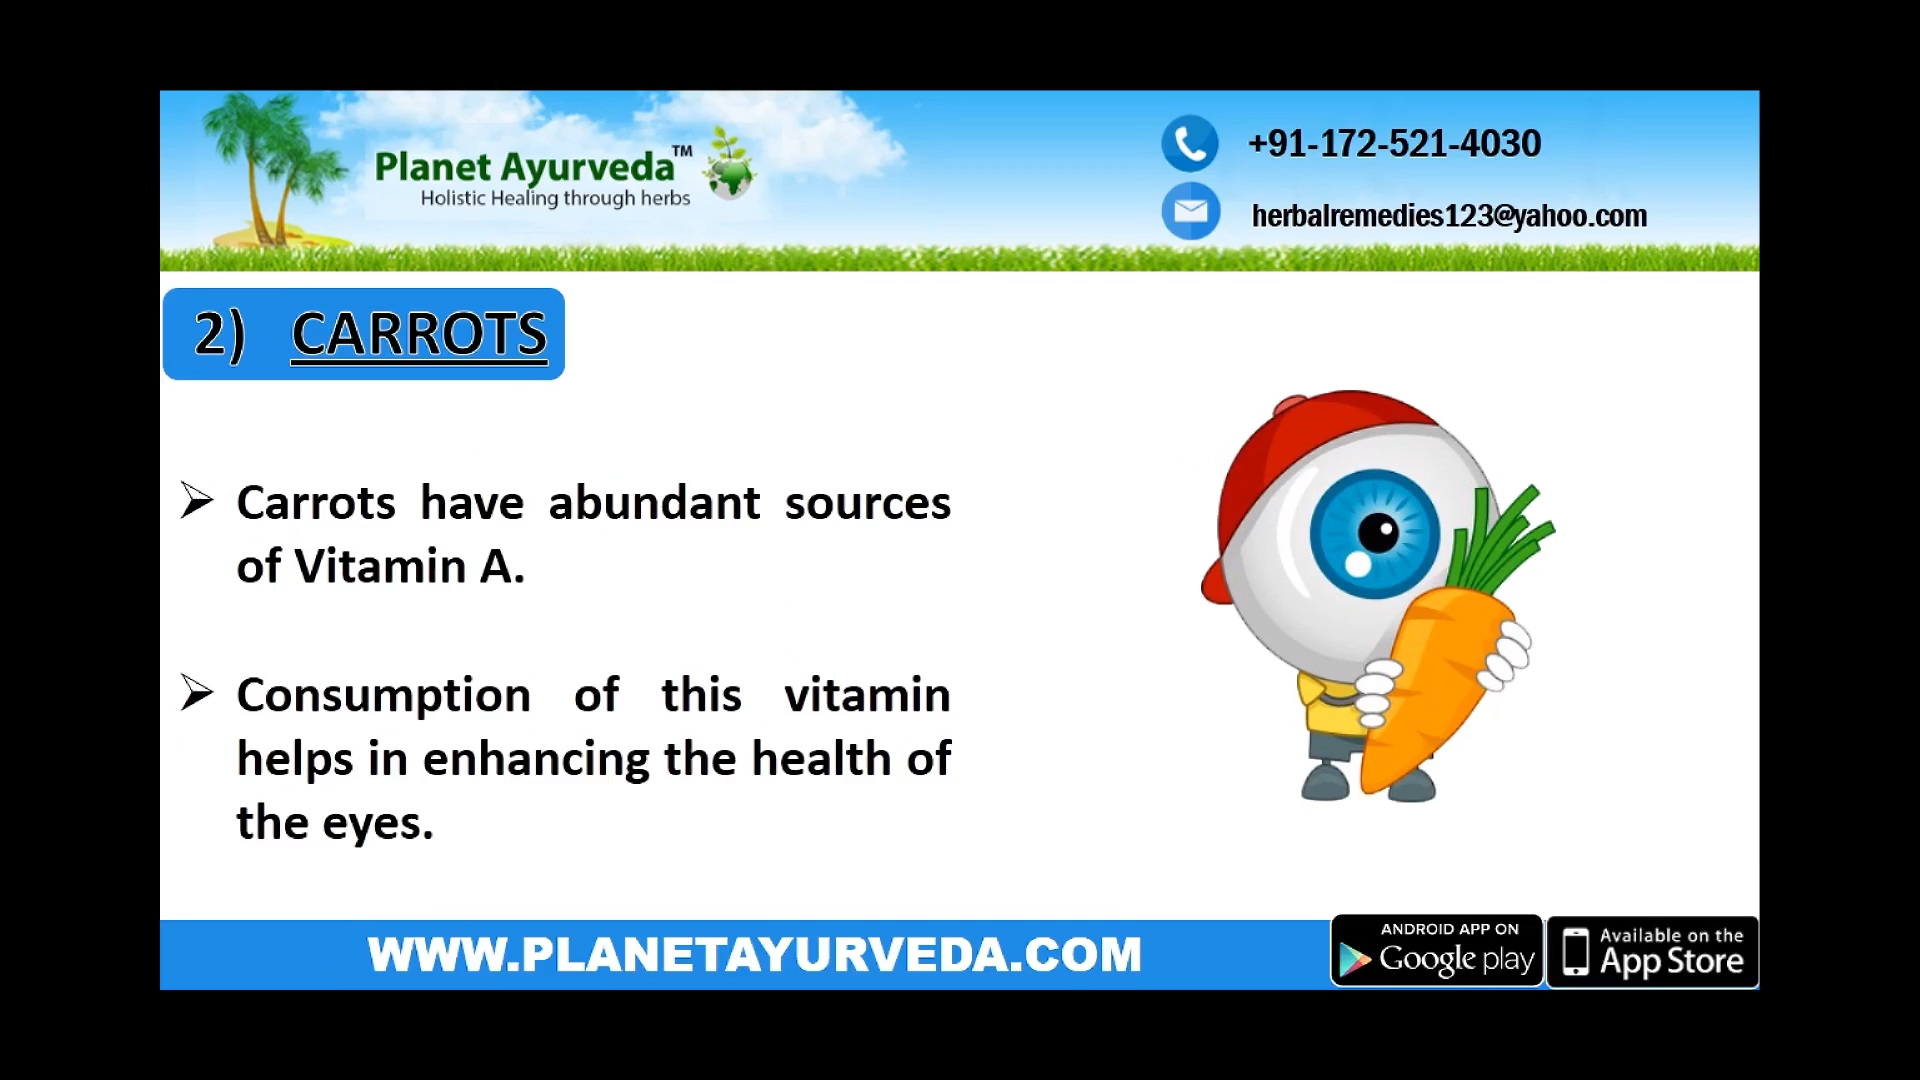 Planet Ayurveda™
Holistic Healing through herbs
+91-172-521-4030
herbalremedies123@yahoo.com
2) CARROTS
➢ Carrots have abundant sources
of Vitamin A.
➢ Consumption of this vitamin
helps in enhancing the health of
the eyes.
WWW.PLANETAYURVEDA.COM
ANDROID APP ON
Google play
Available on the
App Store